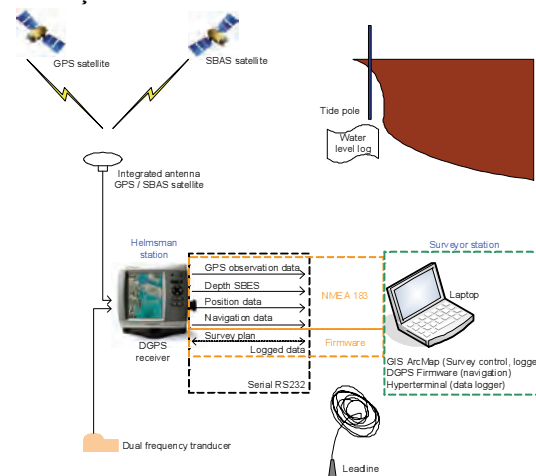 GPS satellite
SBAS satellite
Tide pole
Water
level log
Integrated antenna
GPS / SBAS satellite
Helmsman
station
Surveyor station
GPS observation data
Depth SBES
NMEA 183
Laptop
Position data
Navigation data
Survey plan
Firmware
DGPS
receiver
Logged data
GIS ArcMap (Survey control, logge
DGPS Firmware (navigation)
Hyperterminal (data logger)
Serial RS232
Dual frequency tranducer
Leadline